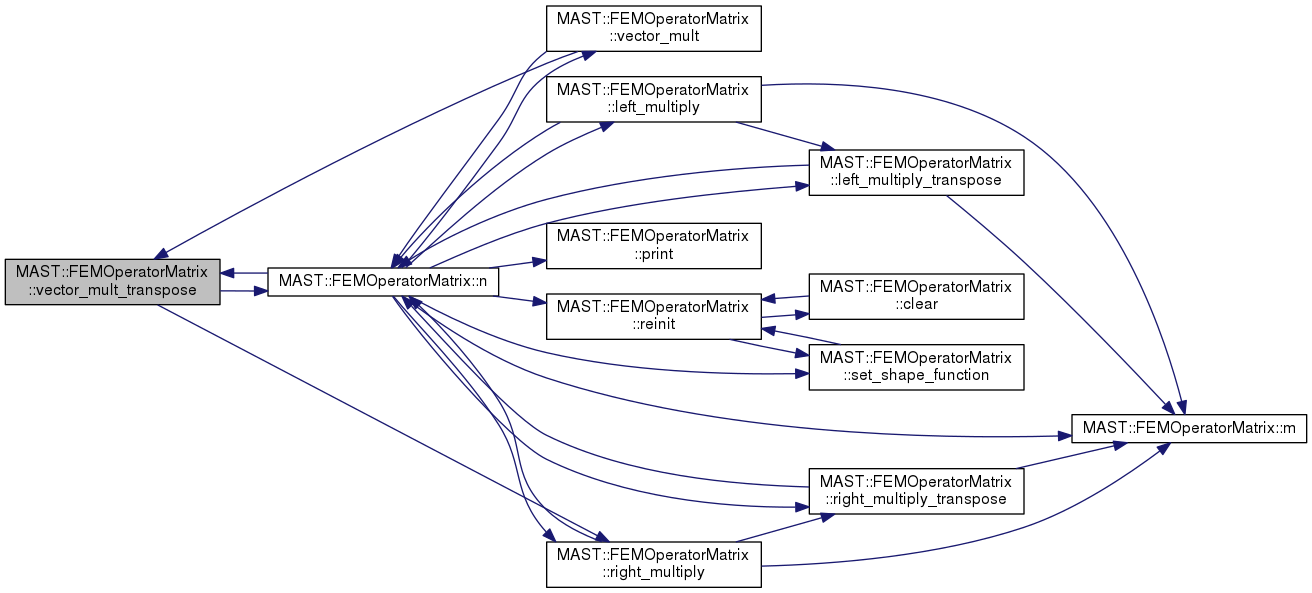 MAST::FEMOperatorMatrix
::vector_mult_transpose
MAST::FEMOperatorMatrix::n
MAST::FEMOperatorMatrix
::vector_mult
MAST::FEMOperatorMatrix
::left_multiply
MAST::FEMOperatorMatrix
::left_multiply_transpose
MAST::FEMOperatorMatrix
::print
MAST::FEMOperatorMatrix
::reinit
MAST::FEMOperatorMatrix
::clear
MAST::FEMOperatorMatrix
::set_shape_function
MAST::FEMOperatorMatrix::m
MAST::FEMOperatorMatrix
::right_multiply_transpose
MAST::FEMOperatorMatrix
::right_multiply